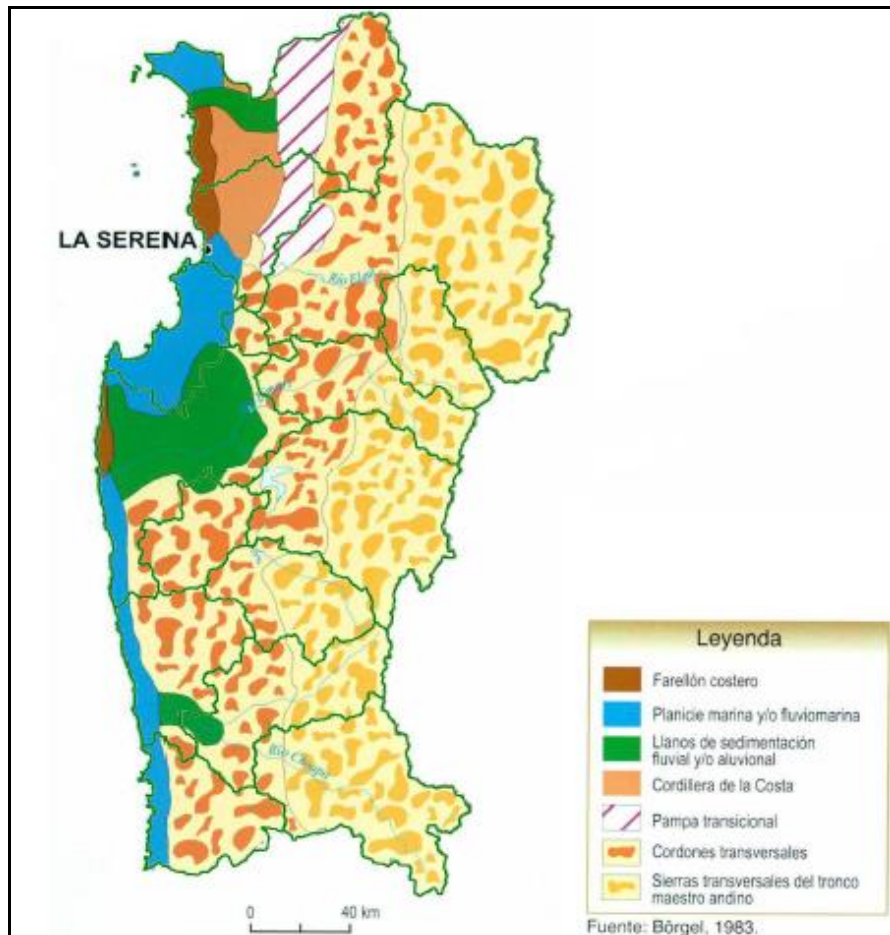 LA SERENA
Río Elqui
Leyenda
Farellón costero
Planicie marina y/o fluviomarina
Llanos de sedimentación
fluvial y/o aluvional
Cordillera de la Costa
Pampa transicional
Cordones transversales
Sierras transversales del tronco
maestro andino
Río Choapa
0 40 km
Fuente: Börgel, 1983.